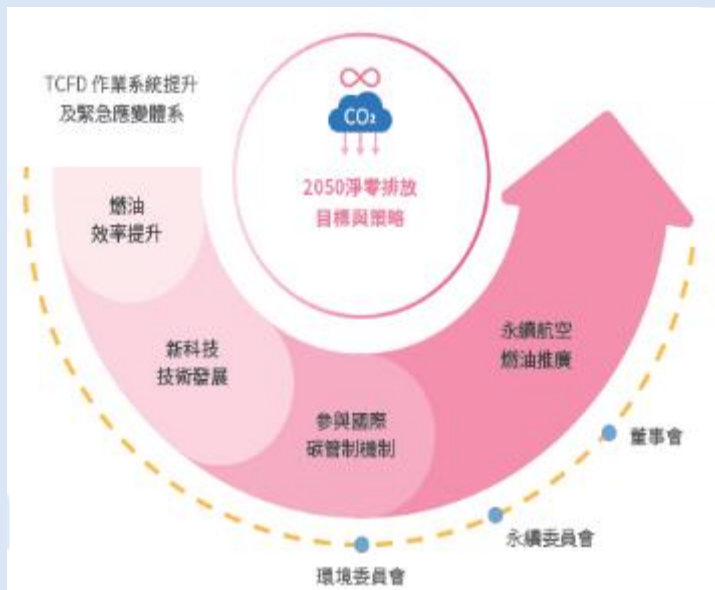 TCFD 作業系統提升
及緊急應變體系
CO₂
2050淨零排放
目標與策略
燃油
效率提升
新科技
技術發展
參與國際
碳管制機制
永續航空
燃油推廣
董事會
永續委員會
環境委員會